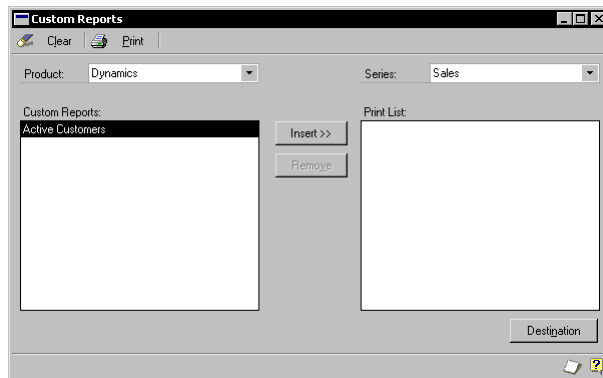 Custom Reports
Clear Print
Product: Dynamics Series: Sales
Custom Reports: Print List:
Active Customers
Insert >>
Remove
Destination